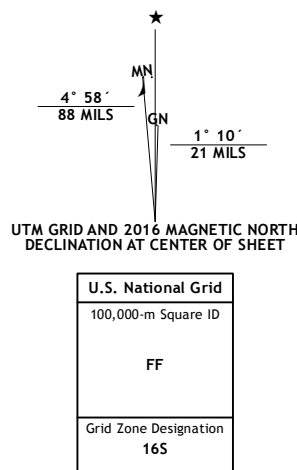 MN.
4° 58´
88 MILS
GN
1° 10´
21 MILS
UTM GRID AND 2016 MAGNETIC NORTH
DECLINATION AT CENTER OF SHEET
U.S. National Grid
100,000-m Square ID
FF
Grid Zone Designation
16S